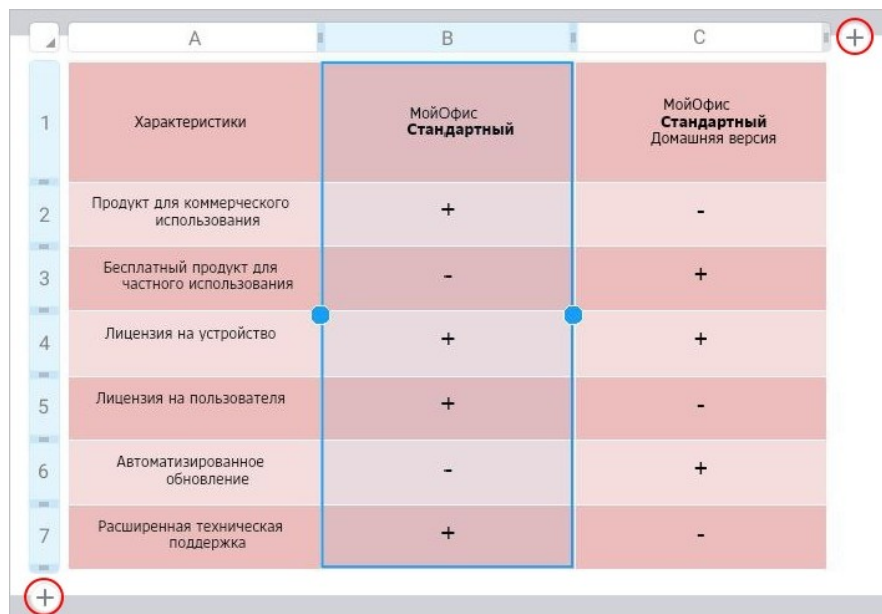 A B C
1
Характеристики
МойОфис
Стандартный
МойОфис
Стандартный
Домашняя версия
2
Продукт для коммерческого
использования
+
-
3
Бесплатный продукт для
частного использования
-
+
4
Лицензия на устройство
+
+
5
Лицензия на пользователя
+
-
6
Автоматизированное
обновление
-
+
7
Расширенная техническая
поддержка
+
-